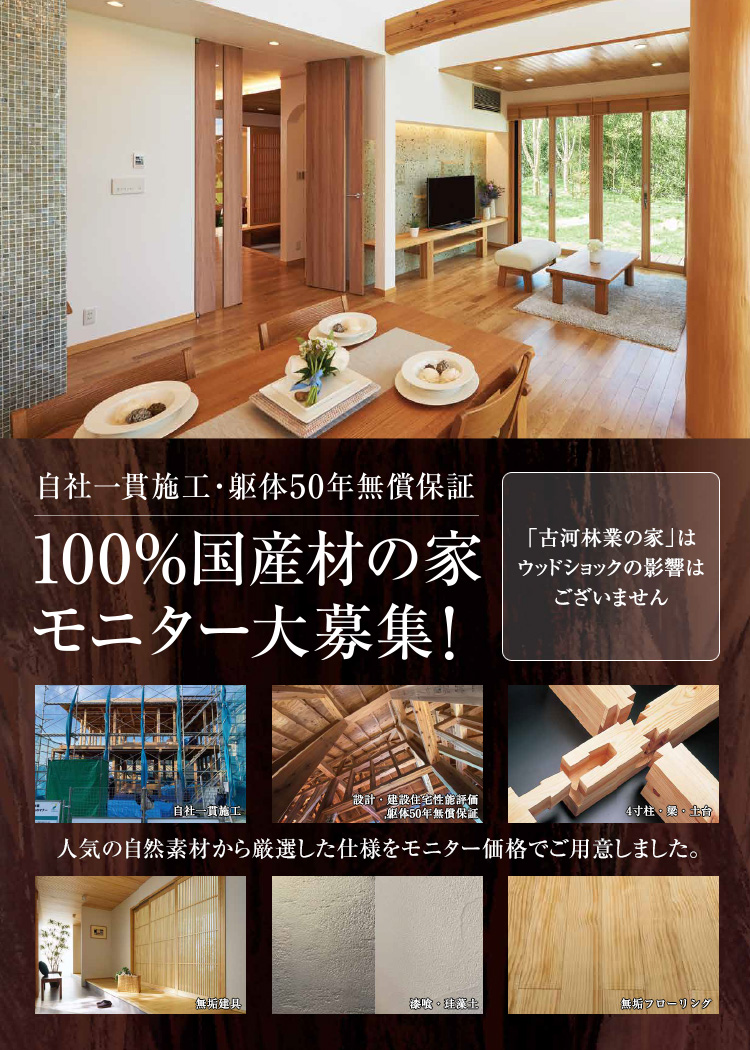 自社一貫施工・躯体50年無償保証
100%国産材の家
モニター大募集!
「古河林業の家」は
ウッドショックの影響は
ございません
自社一貫施工
設計・建設住宅性能評価
躯体50年無償保証
4寸柱・梁・土台
人気の自然素材から厳選した仕様をモニター価格でご用意しました。
無垢建具
漆喰・珪藻土
無垢フローリング